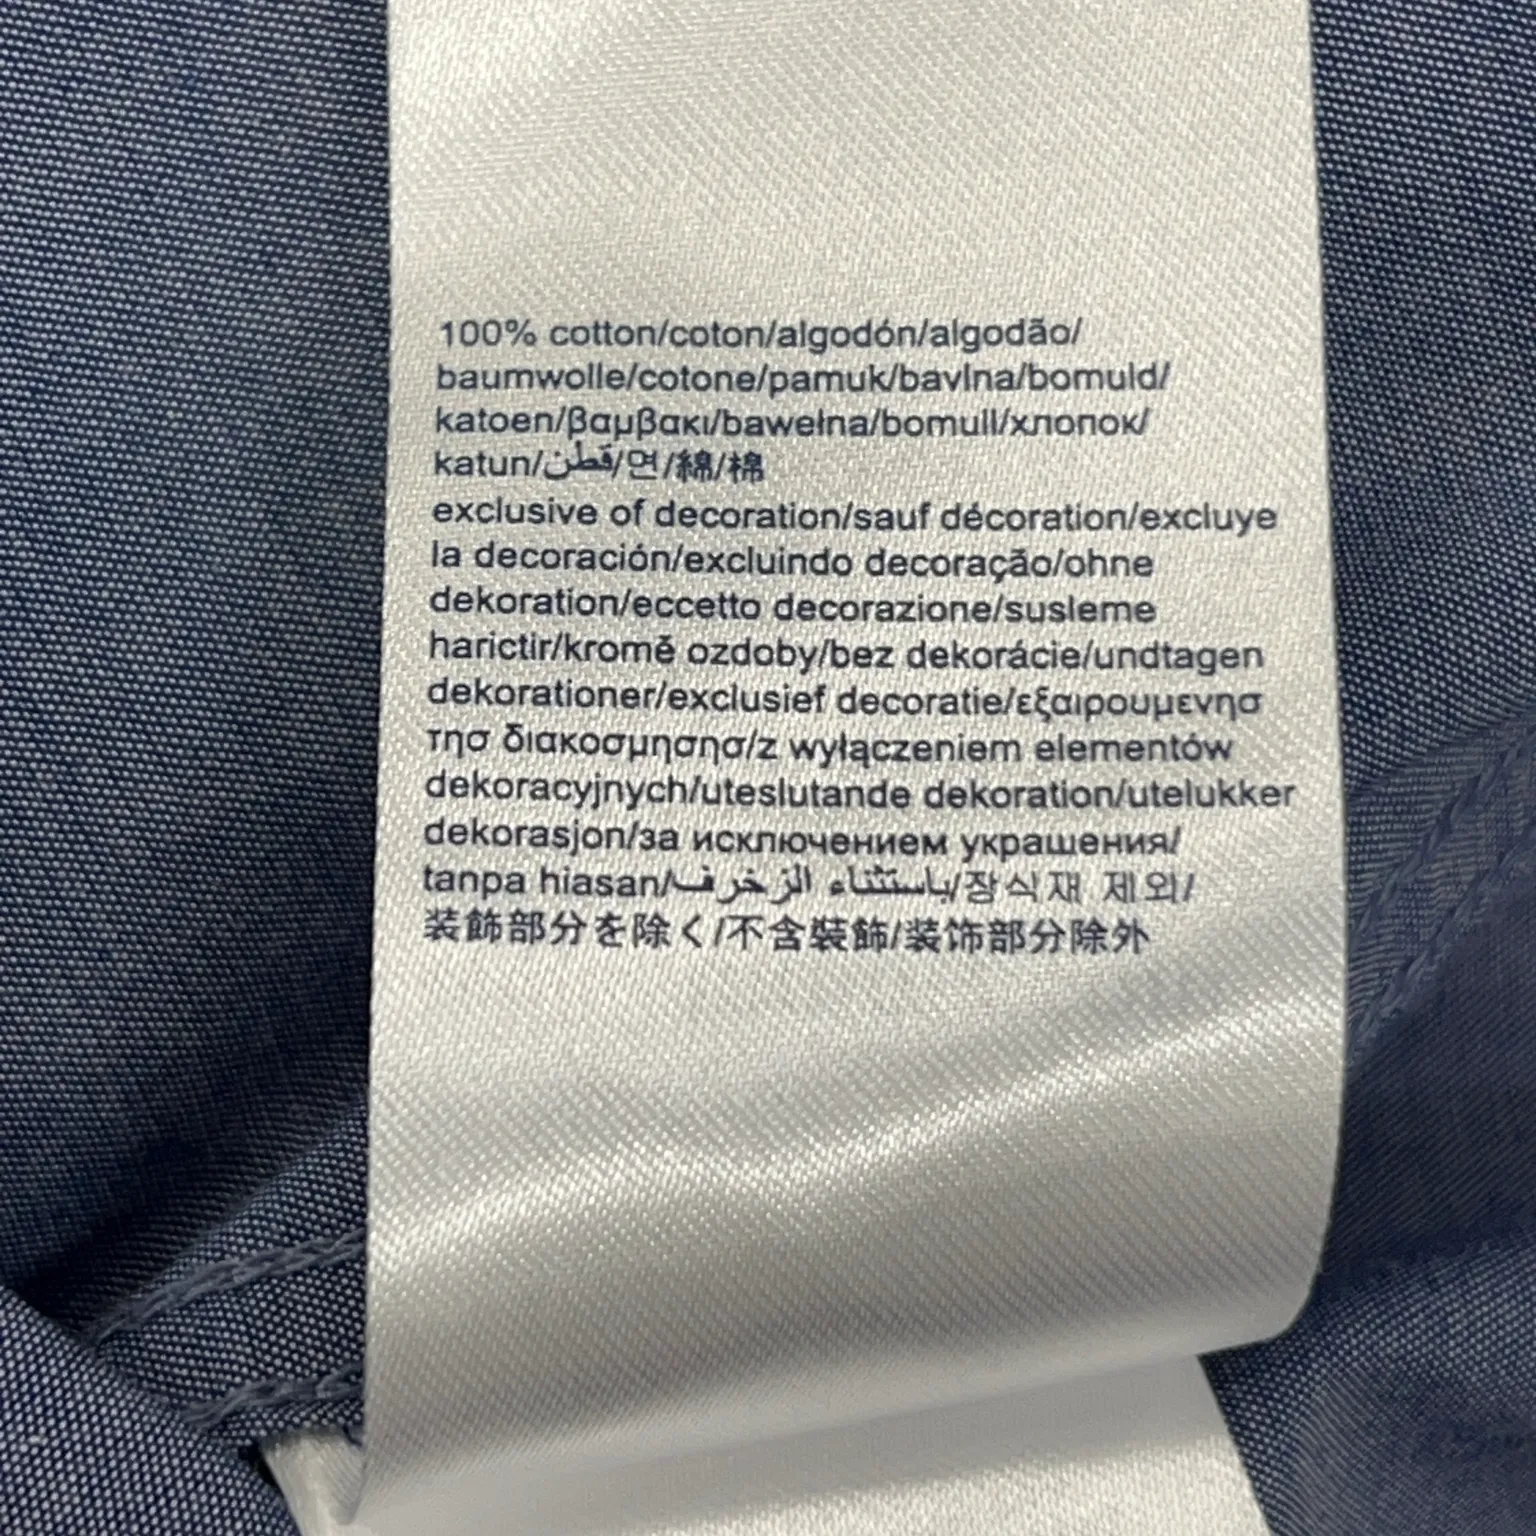 100% cotton/coton/algodón/algodão/
baumwolle/cotone/pamuk/bavlna/bomuld/
katoen/βαμβακι/bawełna/bomull/хлопок/
katun/قطن/면/綿/棉
exclusive of decoration/sauf décoration/excluye
la decoración/excluindo decoração/ohne
dekoration/eccetto decorazione/susleme
harictir/kromě ozdoby/bez dekorácie/undtagen
dekorationer/exclusief decoratie/εξαιρουμενησ
τησ διακοσμησησ/z wyłączeniem elementów
dekoracyjnych/uteslutande dekoration/utelukker
dekorasjon/за исключением украшения/
tanpa hiasan/باستثناء الزخرف/장식재 제외/
装飾部分を除く/不含裝飾/装饰部分除外